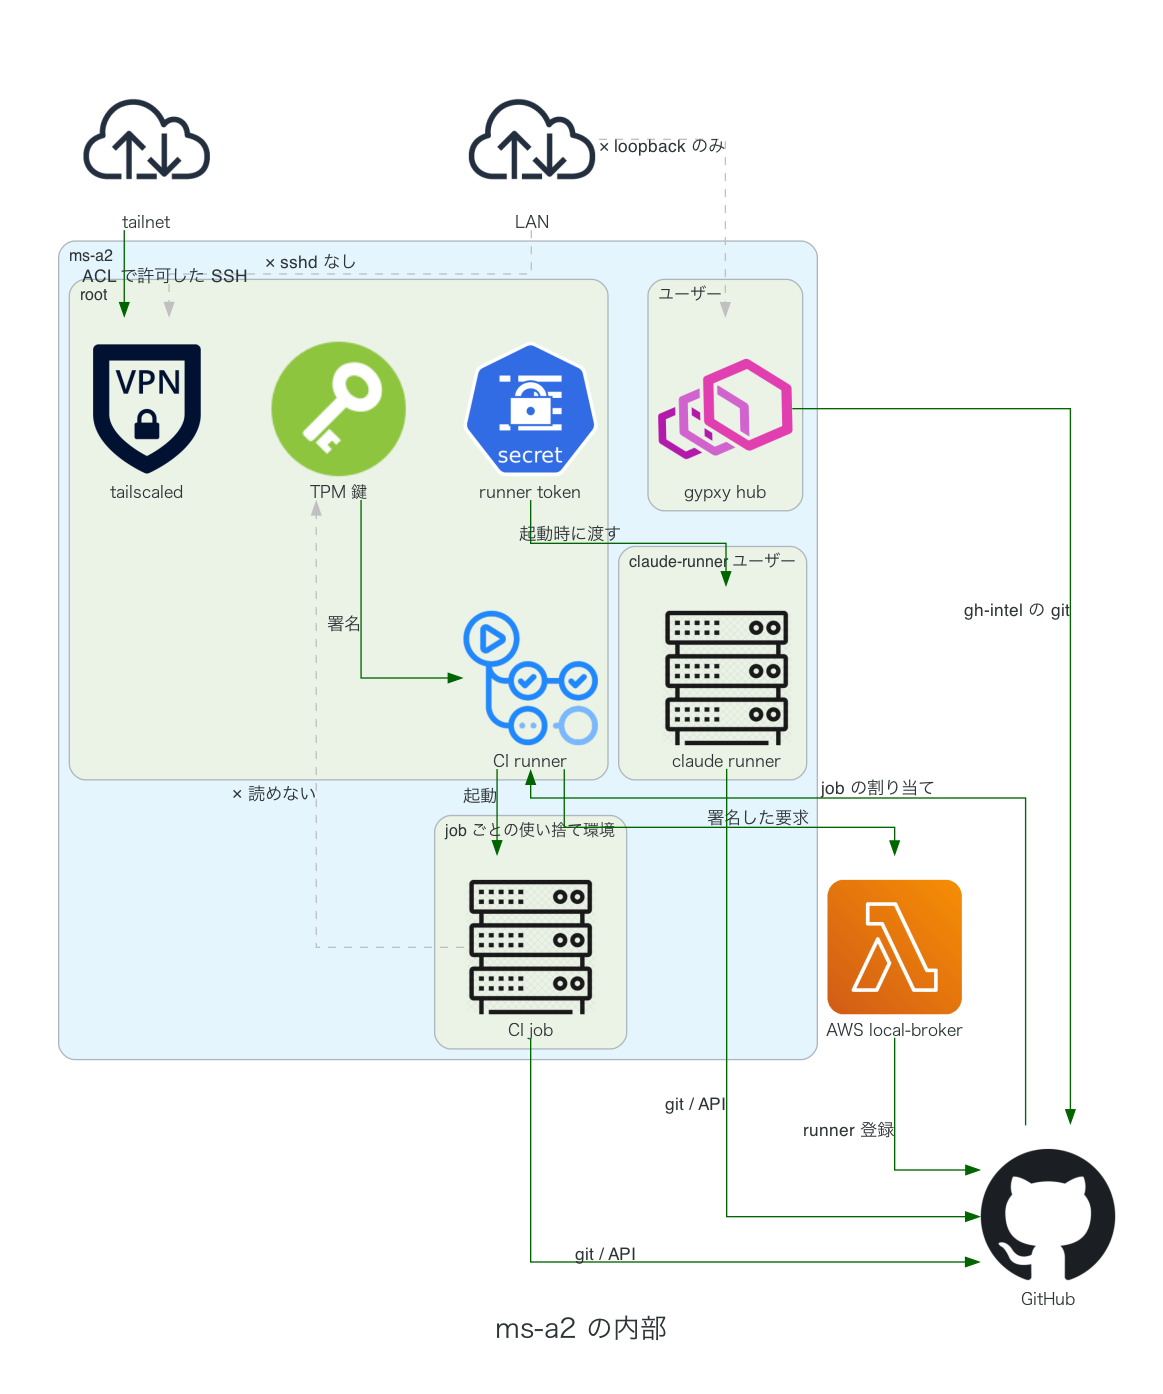 tailnet
LAN
× loopback のみ
ms-a2
× sshd なし
ACL で許可した SSH
root
ユーザー
VPN
secret
tailscaled
TPM 鍵
runner token
gypxy hub
起動時に渡す
claude-runner ユーザー
gh-intel の git
署名
CI runner
claude runner
× 読めない
起動
job の割り当て
署名した要求
job ごとの使い捨て環境
CI job
AWS local-broker
git / API
runner 登録
git / API
GitHub
ms-a2 の内部